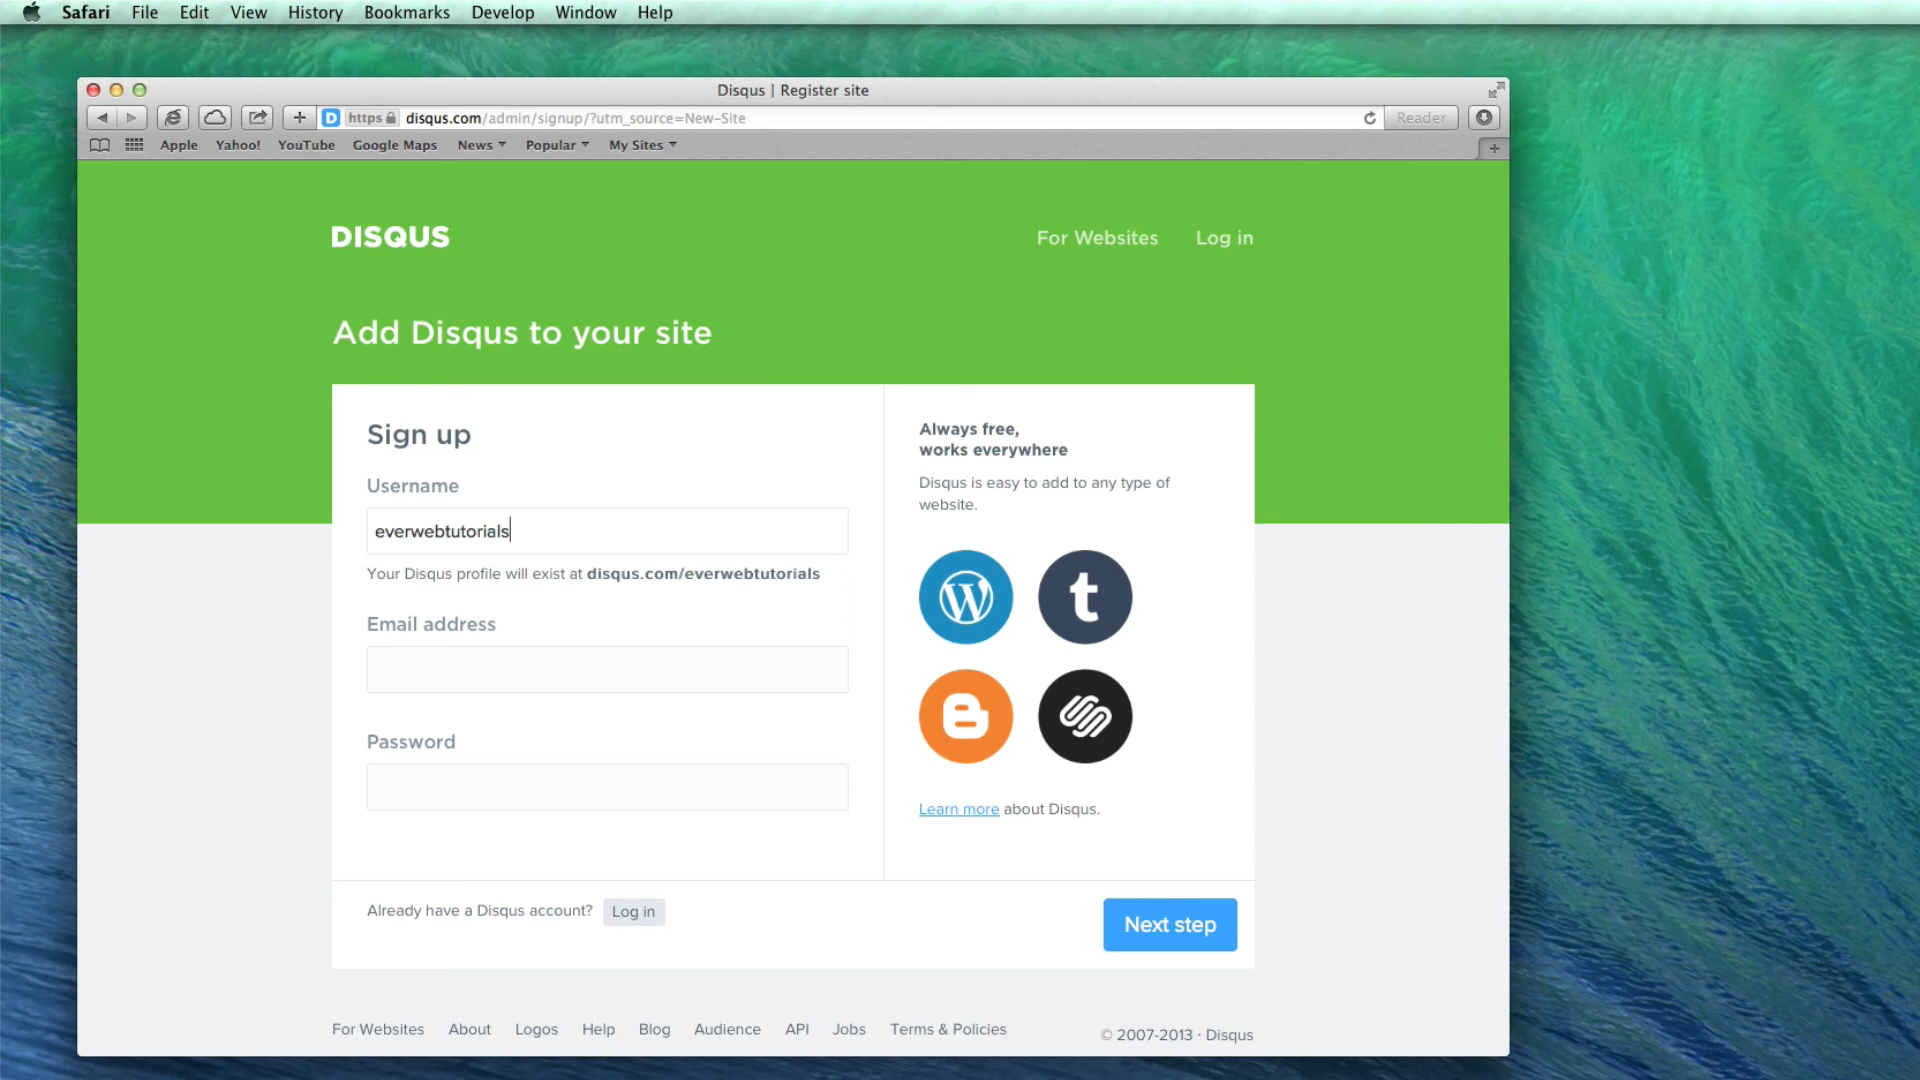 Safari File Edit View History Bookmarks Develop Window Help
Disqus | Register site
https disqus.com/admin/signup/?utm_source=New-Site Reader
Apple Yahoo! YouTube Google Maps News Popular My Sites
DISQUS
For Websites Log in
Add Disqus to your site
Sign up
Username
everwebtutorials
Your Disqus profile will exist at disqus.com/everwebtutorials
Email address
Password
Always free,
works everywhere
Disqus is easy to add to any type of
website.
Learn more about Disqus.
Already have a Disqus account? Log in
Next step
For Websites About Logos Help Blog Audience API Jobs Terms & Policies
© 2007-2013 · Disqus